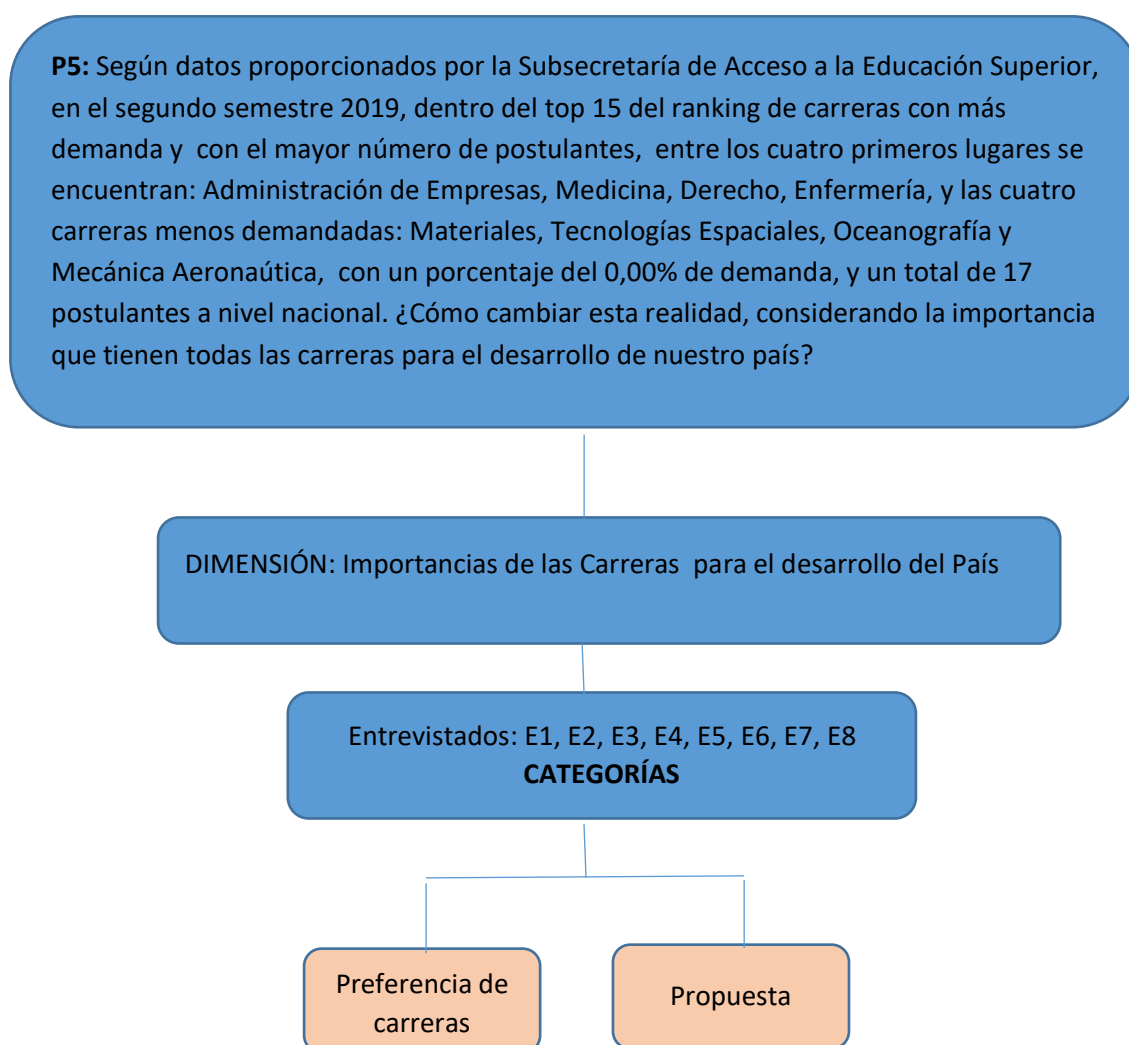 P5: Según datos proporcionados por la Subsecretaría de Acceso a la Educación Superior,
en el segundo semestre 2019, dentro del top 15 del ranking de carreras con más
demanda y con el mayor número de postulantes, entre los cuatro primeros lugares se
encuentran: Administración de Empresas, Medicina, Derecho, Enfermería, y las cuatro
carreras menos demandadas: Materiales, Tecnologías Espaciales, Oceanografía y
Mecánica Aeronaútica, con un porcentaje del 0,00% de demanda, y un total de 17
postulantes a nivel nacional. ¿Cómo cambiar esta realidad, considerando la importancia
que tienen todas las carreras para el desarrollo de nuestro país?
DIMENSIÓN: Importancias de las Carreras para el desarrollo del País
Entrevistados: E1, E2, E3, E4, E5, E6, E7, E8
CATEGORÍAS
Preferencia de
carreras
Propuesta